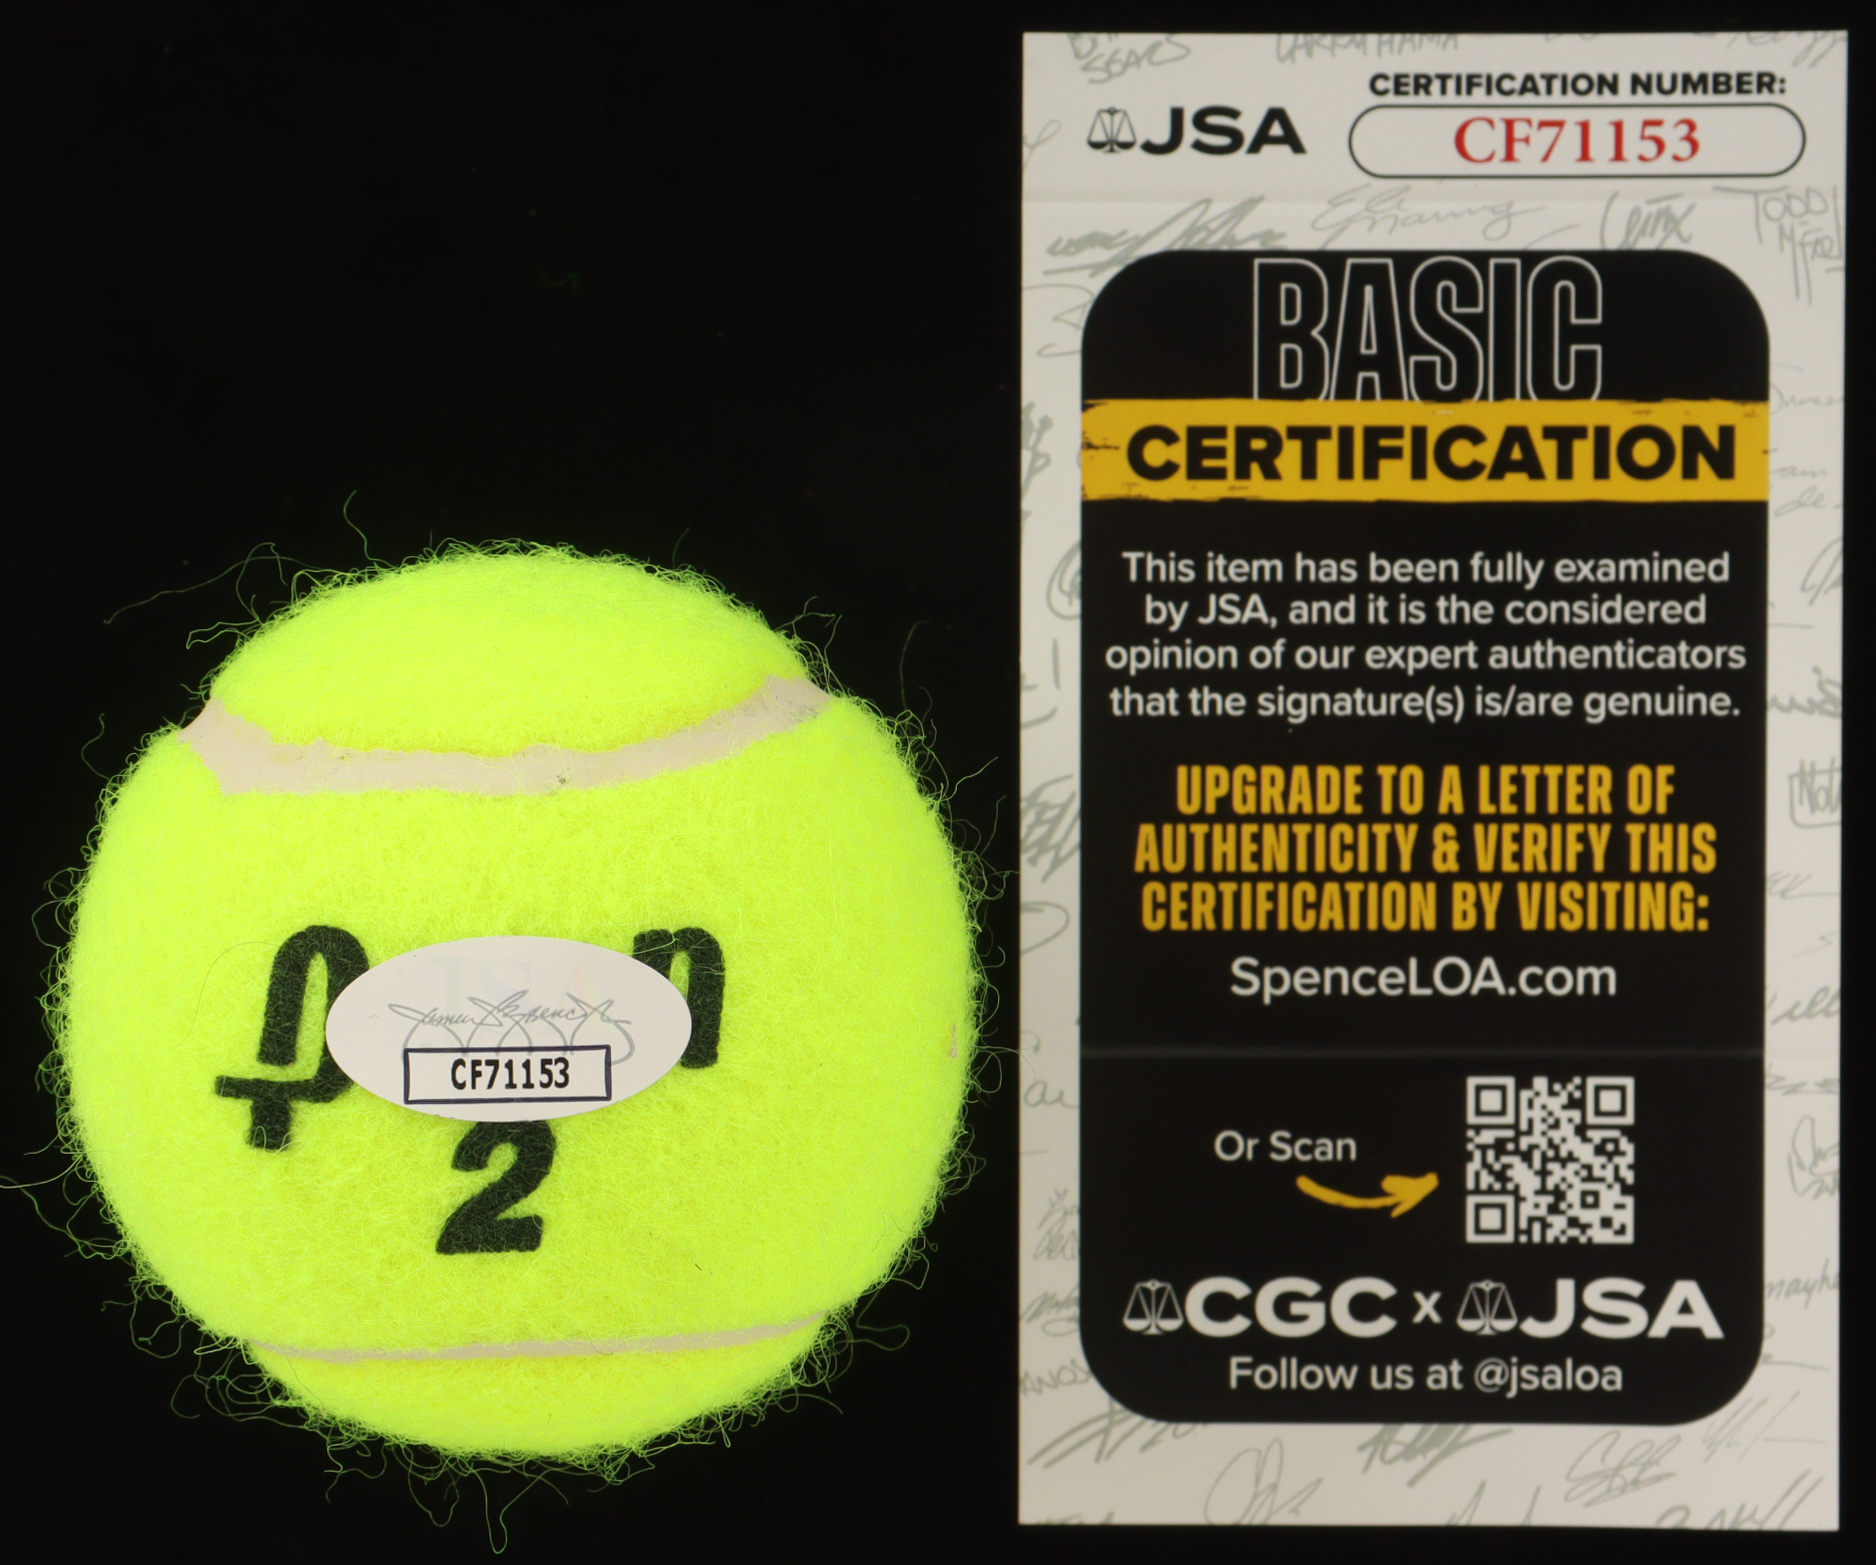 CERTIFICATION NUMBER:
JSA
CF71153
BASIC
CERTIFICATION
This item has been fully examined
by JSA, and it is the considered
opinion of our expert authenticators
that the signature(s) is/are genuine.
UPGRADE TO A LETTER OF
AUTHENTICITY & VERIFY THIS
CERTIFICATION BY VISITING:
SpenceLOA.com
Or Scan
CGC x JSA
Follow us at @jsaloa
CF71153
2